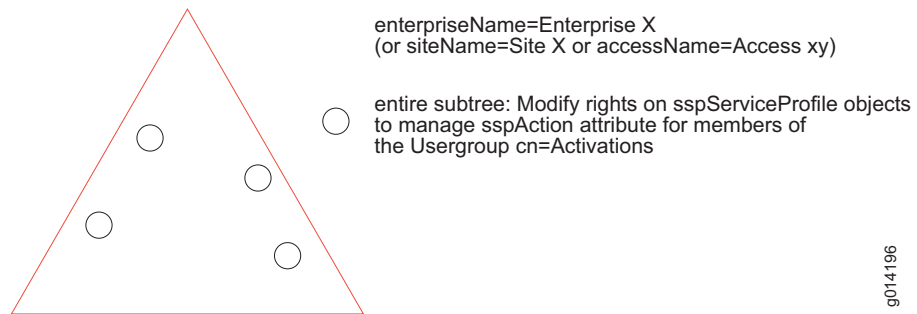 enterpriseName=Enterprise X
(or siteName=Site X or accessName=Access xy)
entire subtree: Modify rights on sspServiceProfile objects
to manage sspAction attribute for members of
the Usergroup cn=Activations
g014196